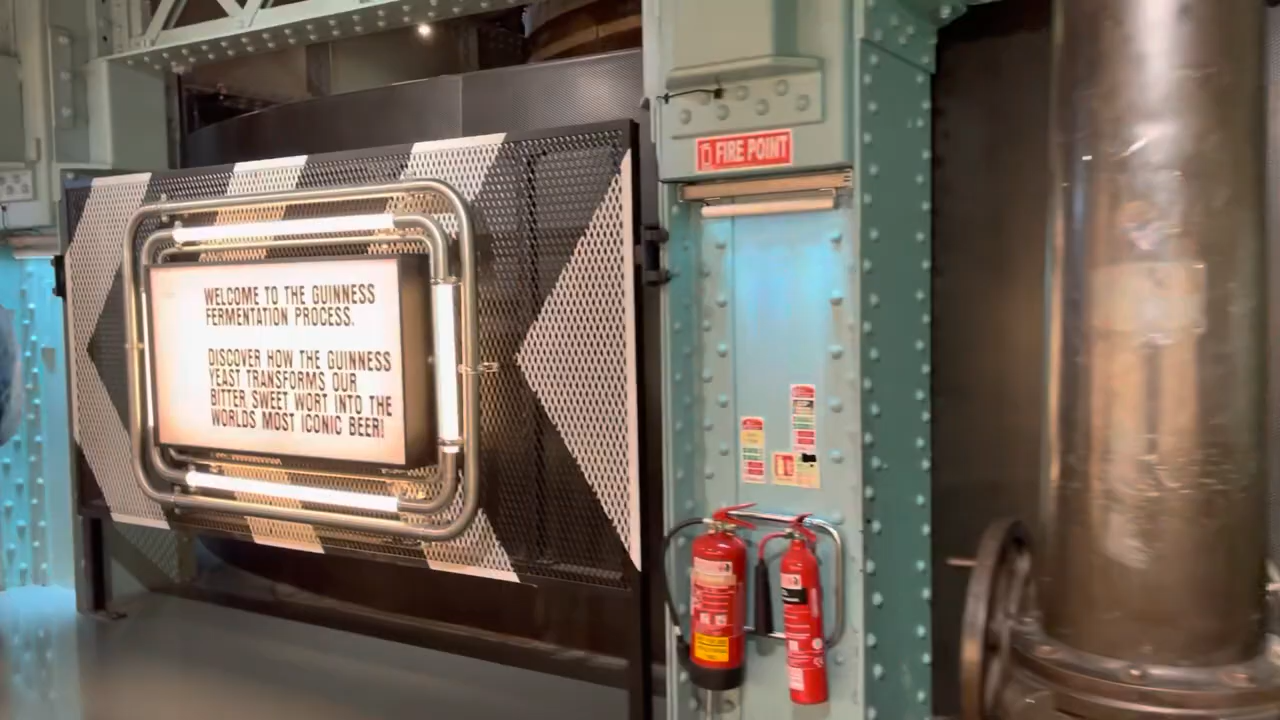 WELCOME TO THE GUINNESS
FERMENTATION PROCESS.
DISCOVER HOW THE GUINNESS
YEAST TRANSFORMS OUR
BITTER SWEET WORT INTO THE
WORLDS MOST ICONIC BEER!
FIRE POINT